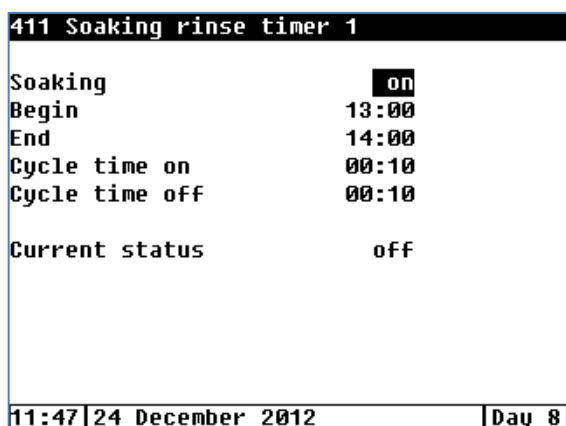 411 Soaking rinse timer 1
Soaking on
Begin 13:00
End 14:00
Cycle time on 00:10
Cycle time off 00:10
Current status off
11:47 24 December 2012 Day 8